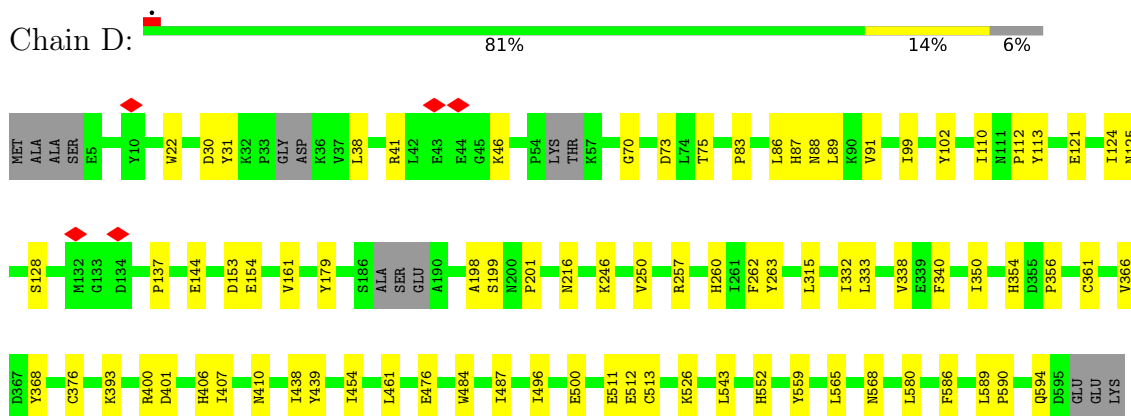 Chain D:
81% 14% 6%
MET ALA ALA SER E5 Y10 W22 D30 Y31 K32 P33 GLY ASP K36 V37 L38 R41 L42 E43 E44 G45 K46 P54 LYS THR K57 G70 D73 L74 T75 P83 L86 H87 N88 L89 K90 V91 I99 Y102 I110 N111 P112 Y113 E121 I124 N125
S128 M132 G133 D134 P137 E144 D153 E154 V161 Y179 S186 ALA SER GLU A190 A198 S199 N200 P201 N216 K246 V250 R257 H260 I261 F262 Y263 L315 I332 L333 V338 E339 F340 I350 H354 D355 P356 C361 V366
D367 Y368 C376 K393 R400 D401 H406 I407 N410 I438 Y439 I454 L461 E476 W484 I487 I496 E500 E511 E512 C513 K526 L543 H552 Y559 L565 N568 L580 F586 L589 P590 Q594 D595 GLU GLU LYS